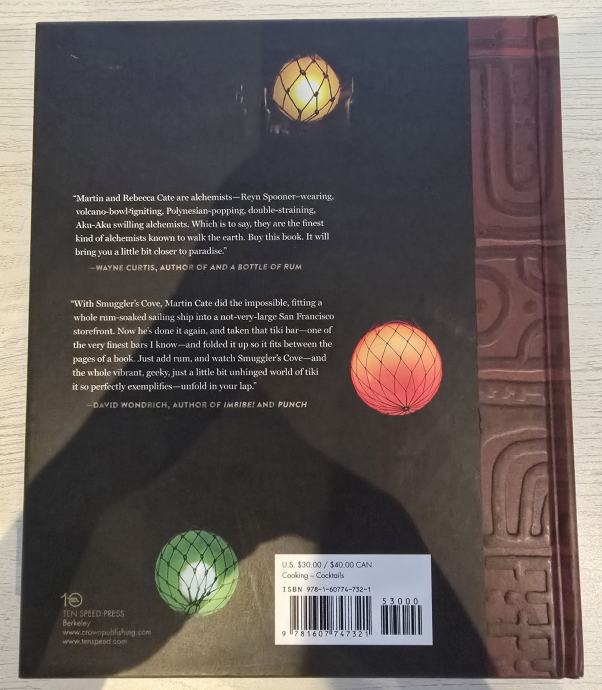 “Martin and Rebecca Cate are alchemists—Reyn Spooner–wearing,
volcano-bowl-igniting, Polynesian-popping, double-straining,
Aku-Aku swilling alchemists. Which is to say, they are the finest
kind of alchemists known to walk the earth. Buy this book. It will
bring you a little bit closer to paradise.”
—WAYNE CURTIS, AUTHOR OF AND A BOTTLE OF RUM
“With Smuggler’s Cove, Martin Cate did the impossible, fitting a
whole rum-soaked sailing ship into a not-very-large San Francisco
storefront. Now he’s done it again, and taken that tiki bar—one of
the very finest bars I know—and folded it up so it fits between the
pages of a book. Just add rum, and watch Smuggler’s Cove—and
the whole vibrant, geeky, just a little bit unhinged world of tiki
it so perfectly exemplifies—unfold in your lap.”
—DAVID WONDRICH, AUTHOR OF IMBIBE! AND PUNCH
U.S. $30.00 / $40.00 CAN
Cooking – Cocktails
ISBN 978-1-60774-732-1
53000
9 781607 747321
10
TEN SPEED PRESS
Berkeley
www.crownpublishing.com
www.tenspeed.com